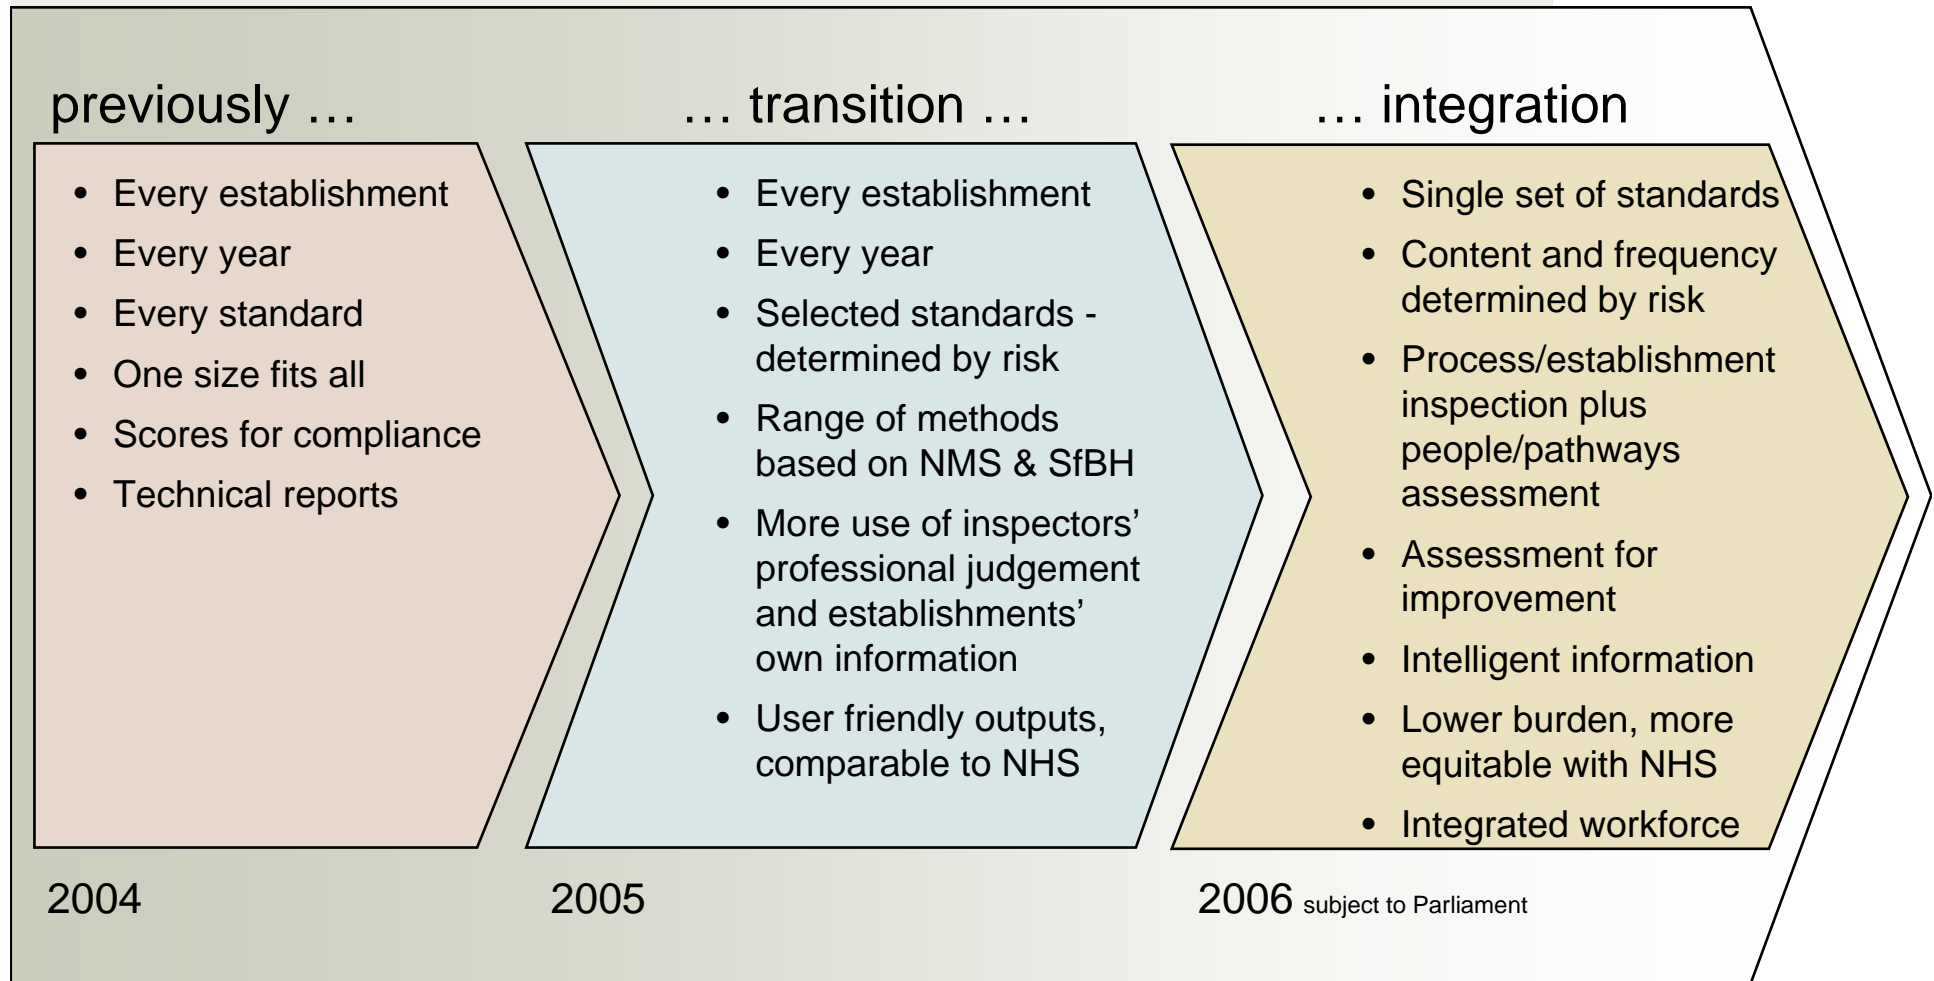 previously …
• Every establishment
• Every year
• Every standard
• One size fits all
• Scores for compliance
• Technical reports
2004
… transition …
• Every establishment
• Every year
• Selected standards -
determined by risk
• Range of methods
based on NMS & SfBH
• More use of inspectors’
professional judgement
and establishments’
own information
• User friendly outputs,
comparable to NHS
2005
… integration
• Single set of standards
• Content and frequency
determined by risk
• Process/establishment
inspection plus
people/pathways
assessment
• Assessment for
improvement
• Intelligent information
• Lower burden, more
equitable with NHS
• Integrated workforce
2006 subject to Parliament